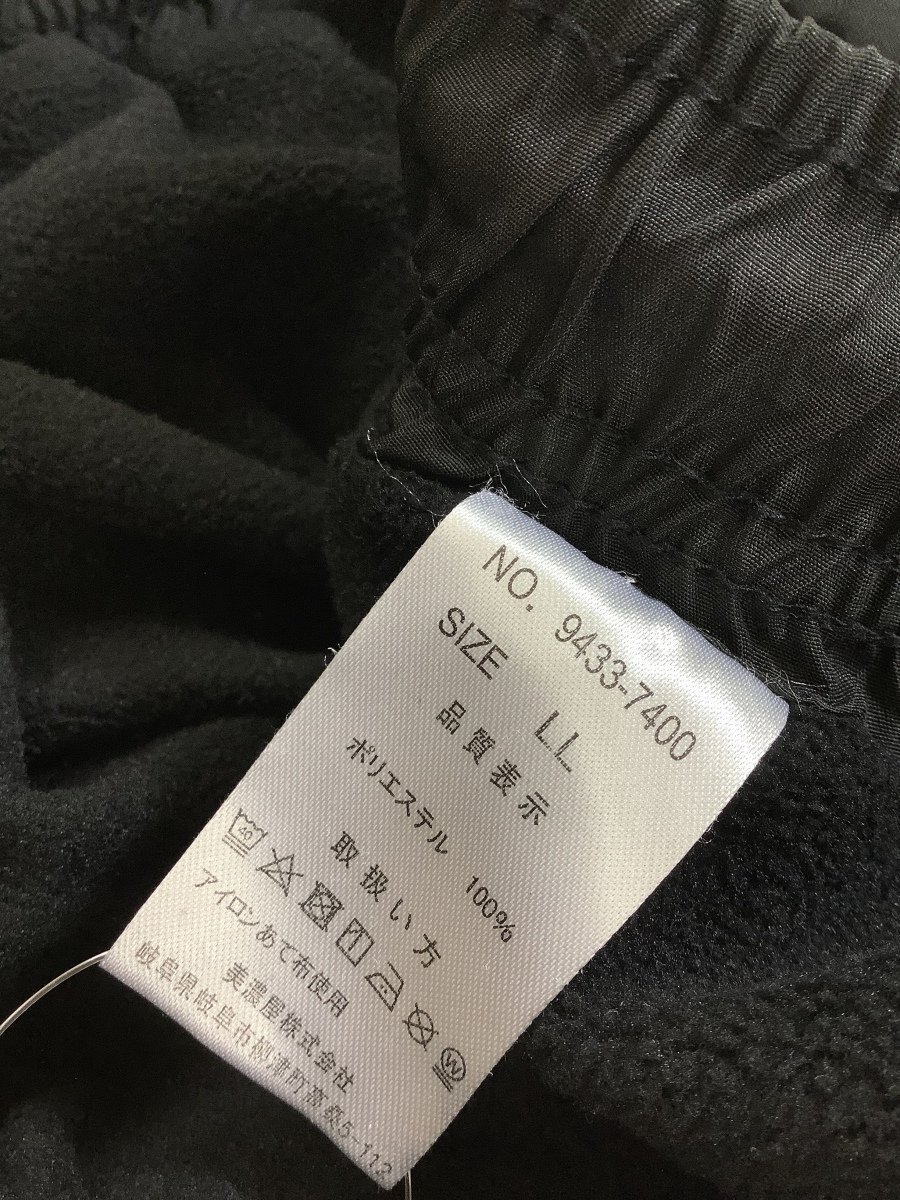 NO. 9433-7400
SIZE LL
品質表示
ポリエステル 100%
取扱い方
40
W
アイロンあて布使用
美濃屋株式会社
岐阜県岐阜市柳津町高桑5-112